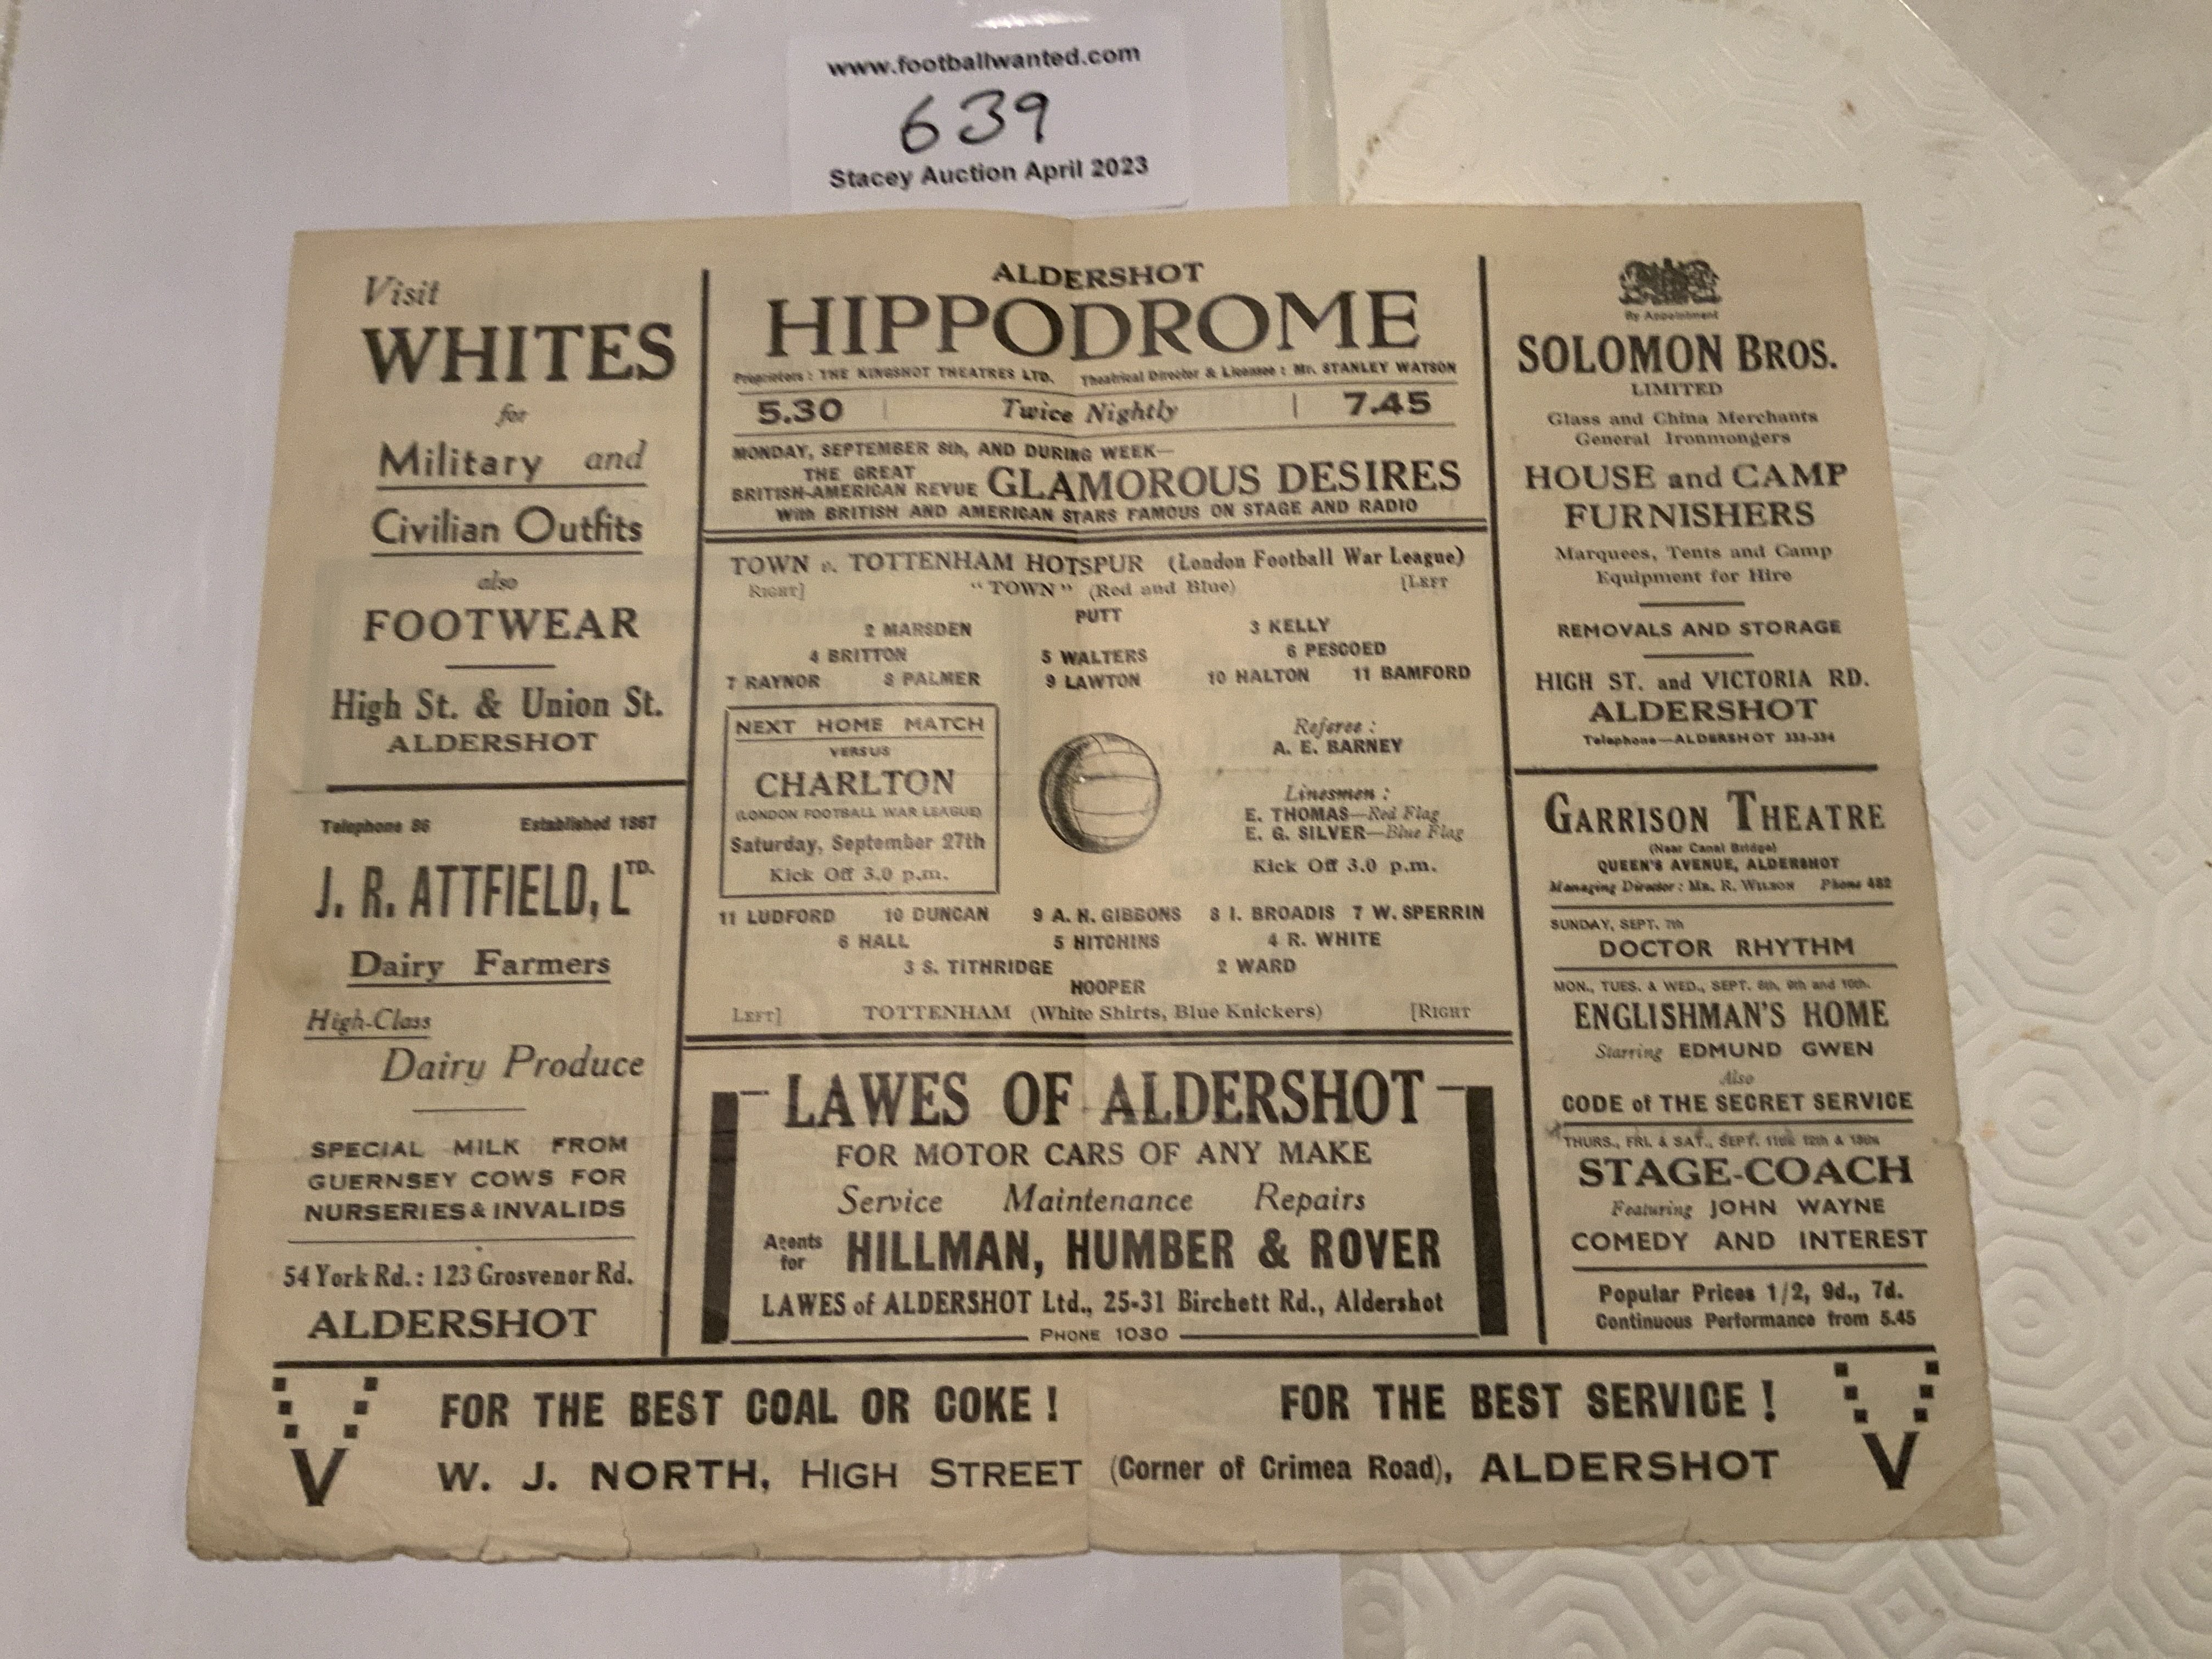 www.footballwanted.com
639
Stacey Auction April 2023
Visit
WHITES
for
Military and
Civilian Outfits
also
FOOTWEAR
High St. & Union St.
ALDERSHOT
Telephone 86 Established 1867
J. R. ATTFIELD, LTD.
Dairy Farmers
High-Class
Dairy Produce
SPECIAL MILK FROM
GUERNSEY COWS FOR
NURSERIES & INVALIDS
54 York Rd. : 123 Grosvenor Rd.
ALDERSHOT
ALDERSHOT
HIPPODROME
Proprietors : THE KINGSHOT THEATRES LTD. Theatrical Director & Licensee : Mr. STANLEY WATSON
5.30 Twice Nightly 7.45
MONDAY, SEPTEMBER 8th, AND DURING WEEK—
THE GREAT
BRITISH-AMERICAN REVUE GLAMOROUS DESIRES
With BRITISH AND AMERICAN STARS FAMOUS ON STAGE AND RADIO
TOWN v. TOTTENHAM HOTSPUR (London Football War League)
RIGHT] "TOWN" (Red and Blue) [LEFT
PUTT
2 MARSDEN 3 KELLY
4 BRITTON 5 WALTERS 6 PESCOED
7 RAYNOR 8 PALMER 9 LAWTON 10 HALTON 11 BAMFORD
NEXT HOME MATCH
VERSUS
CHARLTON
(LONDON FOOTBALL WAR LEAGUE)
Saturday, September 27th
Kick Off 3.0 p.m.
Referee :
A. E. BARNEY
Linesmen :
E. THOMAS—Red Flag
E. G. SILVER—Blue Flag
Kick Off 3.0 p.m.
11 LUDFORD 10 DUNCAN 9 A. H. GIBBONS 8 I. BROADIS 7 W. SPERRIN
6 HALL 5 HITCHINS 4 R. WHITE
3 S. TITHRIDGE 2 WARD
HOOPER
LEFT] TOTTENHAM (White Shirts, Blue Knickers) [RIGHT
LAWES OF ALDERSHOT
FOR MOTOR CARS OF ANY MAKE
Service Maintenance Repairs
Agents for HILLMAN, HUMBER & ROVER
LAWES of ALDERSHOT Ltd., 25-31 Birchett Rd., Aldershot
PHONE 1030
By Appointment
SOLOMON BROS.
LIMITED
Glass and China Merchants
General Ironmongers
HOUSE and CAMP
FURNISHERS
Marquees, Tents and Camp
Equipment for Hire
REMOVALS AND STORAGE
HIGH ST. and VICTORIA RD.
ALDERSHOT
Telephone—ALDERSHOT 333-334
GARRISON THEATRE
(Near Canal Bridge)
QUEEN'S AVENUE, ALDERSHOT
Managing Director : MR. R. WILSON Phone 482
SUNDAY, SEPT. 7th
DOCTOR RHYTHM
MON., TUES. & WED., SEPT. 8th, 9th and 10th.
ENGLISHMAN'S HOME
Starring EDMUND GWEN
Also
CODE of THE SECRET SERVICE
THURS., FRI. & SAT., SEPT. 11th 12th & 13th
STAGE-COACH
Featuring JOHN WAYNE
COMEDY AND INTEREST
Popular Prices 1/2, 9d., 7d.
Continuous Performance from 5.45
FOR THE BEST COAL OR COKE ! FOR THE BEST SERVICE !
V W. J. NORTH, HIGH STREET (Corner of Crimea Road), ALDERSHOT V